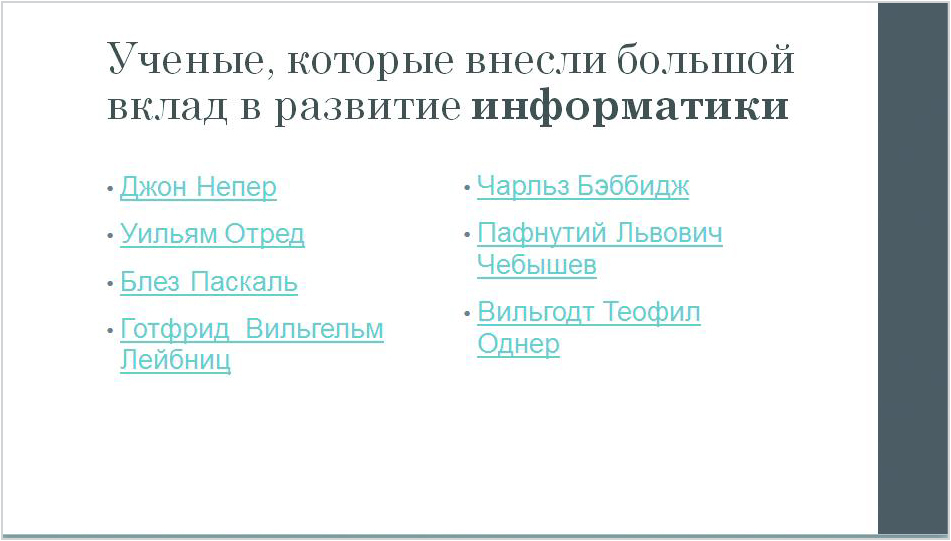 Ученые, которые внесли большой
вклад в развитие информатики
• Джон Непер
• Уильям Отред
• Блез Паскаль
• Готфрид Вильгельм
Лейбниц
• Чарльз Бэббидж
• Пафнутий Львович
Чебышев
• Вильгодт Теофил
Однер